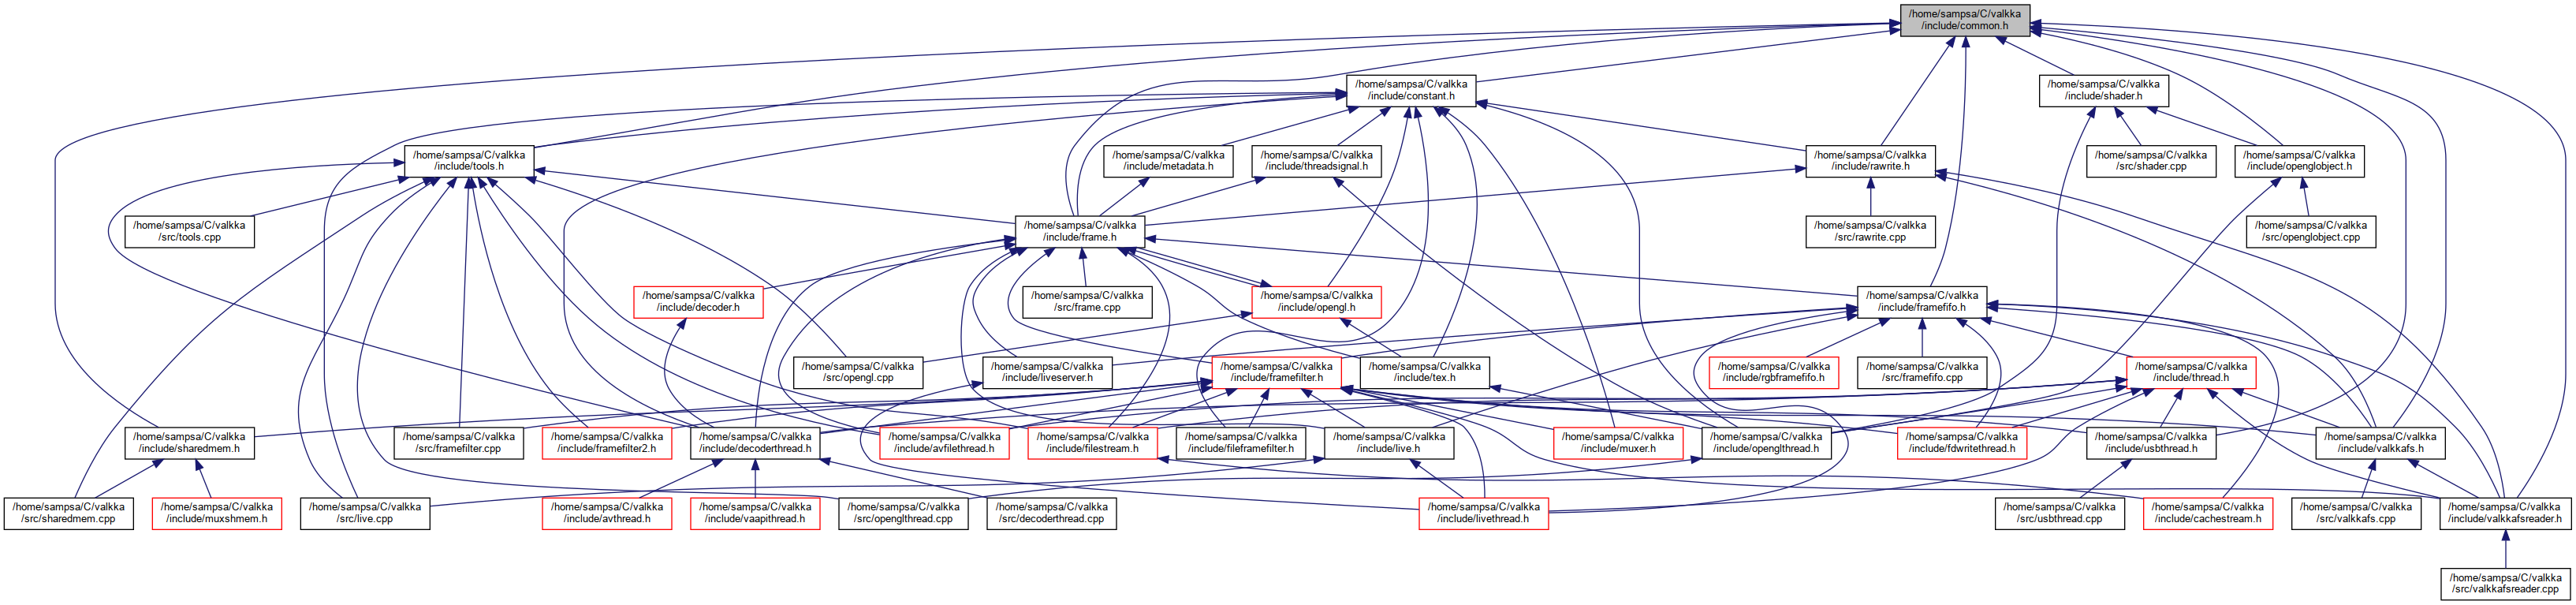 /home/sampsa/C/valkka
/include/common.h
/home/sampsa/C/valkka
/include/constant.h
/home/sampsa/C/valkka
/include/shader.h
/home/sampsa/C/valkka
/include/tools.h
/home/sampsa/C/valkka
/include/metadata.h
/home/sampsa/C/valkka
/include/threadsignal.h
/home/sampsa/C/valkka
/include/rawrite.h
/home/sampsa/C/valkka
/src/shader.cpp
/home/sampsa/C/valkka
/include/openglobject.h
/home/sampsa/C/valkka
/src/tools.cpp
/home/sampsa/C/valkka
/include/frame.h
/home/sampsa/C/valkka
/src/rawrite.cpp
/home/sampsa/C/valkka
/src/openglobject.cpp
/home/sampsa/C/valkka
/include/decoder.h
/home/sampsa/C/valkka
/src/frame.cpp
/home/sampsa/C/valkka
/include/opengl.h
/home/sampsa/C/valkka
/include/framefifo.h
/home/sampsa/C/valkka
/src/opengl.cpp
/home/sampsa/C/valkka
/include/liveserver.h
/home/sampsa/C/valkka
/include/framefilter.h
/home/sampsa/C/valkka
/include/tex.h
/home/sampsa/C/valkka
/include/rgbframefifo.h
/home/sampsa/C/valkka
/src/framefifo.cpp
/home/sampsa/C/valkka
/include/thread.h
/home/sampsa/C/valkka
/include/sharedmem.h
/home/sampsa/C/valkka
/src/framefilter.cpp
/home/sampsa/C/valkka
/include/framefilter2.h
/home/sampsa/C/valkka
/include/decoderthread.h
/home/sampsa/C/valkka
/include/avfilethread.h
/home/sampsa/C/valkka
/include/filestream.h
/home/sampsa/C/valkka
/include/fileframefilter.h
/home/sampsa/C/valkka
/include/live.h
/home/sampsa/C/valkka
/include/muxer.h
/home/sampsa/C/valkka
/include/openglthread.h
/home/sampsa/C/valkka
/include/fdwritethread.h
/home/sampsa/C/valkka
/include/usbthread.h
/home/sampsa/C/valkka
/include/valkkafs.h
/home/sampsa/C/valkka
/src/sharedmem.cpp
/home/sampsa/C/valkka
/include/muxshmem.h
/home/sampsa/C/valkka
/src/live.cpp
/home/sampsa/C/valkka
/include/avthread.h
/home/sampsa/C/valkka
/include/vaapithread.h
/home/sampsa/C/valkka
/src/openglthread.cpp
/home/sampsa/C/valkka
/src/decoderthread.cpp
/home/sampsa/C/valkka
/include/livethread.h
/home/sampsa/C/valkka
/src/usbthread.cpp
/home/sampsa/C/valkka
/include/cachestream.h
/home/sampsa/C/valkka
/src/valkkafs.cpp
/home/sampsa/C/valkka
/include/valkkafsreader.h
/home/sampsa/C/valkka
/src/valkkafsreader.cpp